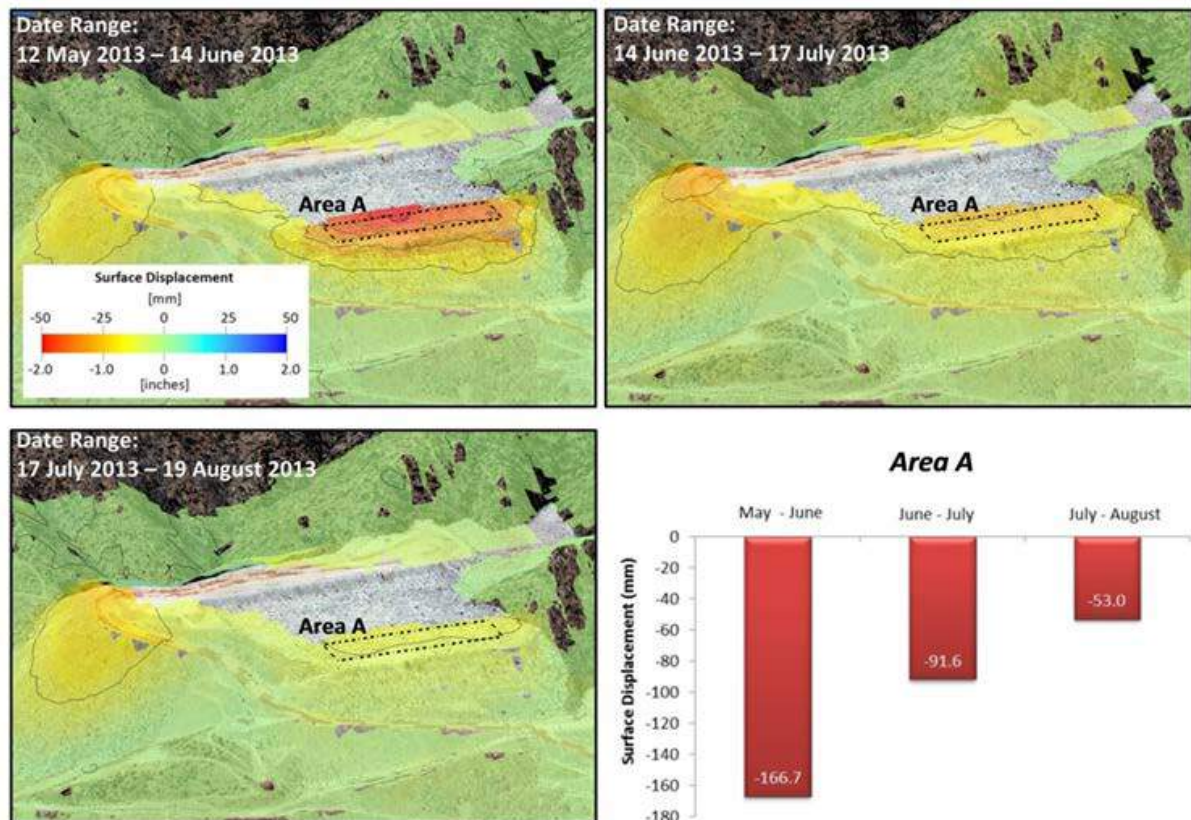 Date Range:
12 May 2013 – 14 June 2013
Area A
Surface Displacement
[mm]
-50 -25 0 25 50
-2.0 -1.0 0 1.0 2.0
[inches]
Date Range:
14 June 2013 – 17 July 2013
Area A
Date Range:
17 July 2013 – 19 August 2013
Area A
Area A
May - June June - July July - August
Surface Displacement (mm)
0
-20
-40
-60
-80
-100
-120
-140
-160
-180
-166.7
-91.6
-53.0